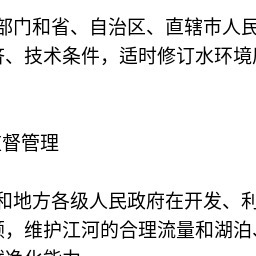 部门和省、自治区、直辖市人民
济、技术条件，适时修订水环境
督管理
和地方各级人民政府在开发、利
须，维护江河的合理流量和湖泊、